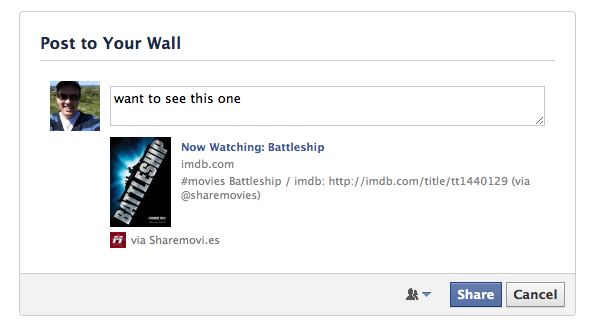 Post to Your Wall
want to see this one
BATTLESHIP
Now Watching: Battleship
imdb.com
#movies Battleship / imdb: http://imdb.com/title/tt1440129 (via
@sharemovies)
via Sharemovi.es
Share
Cancel